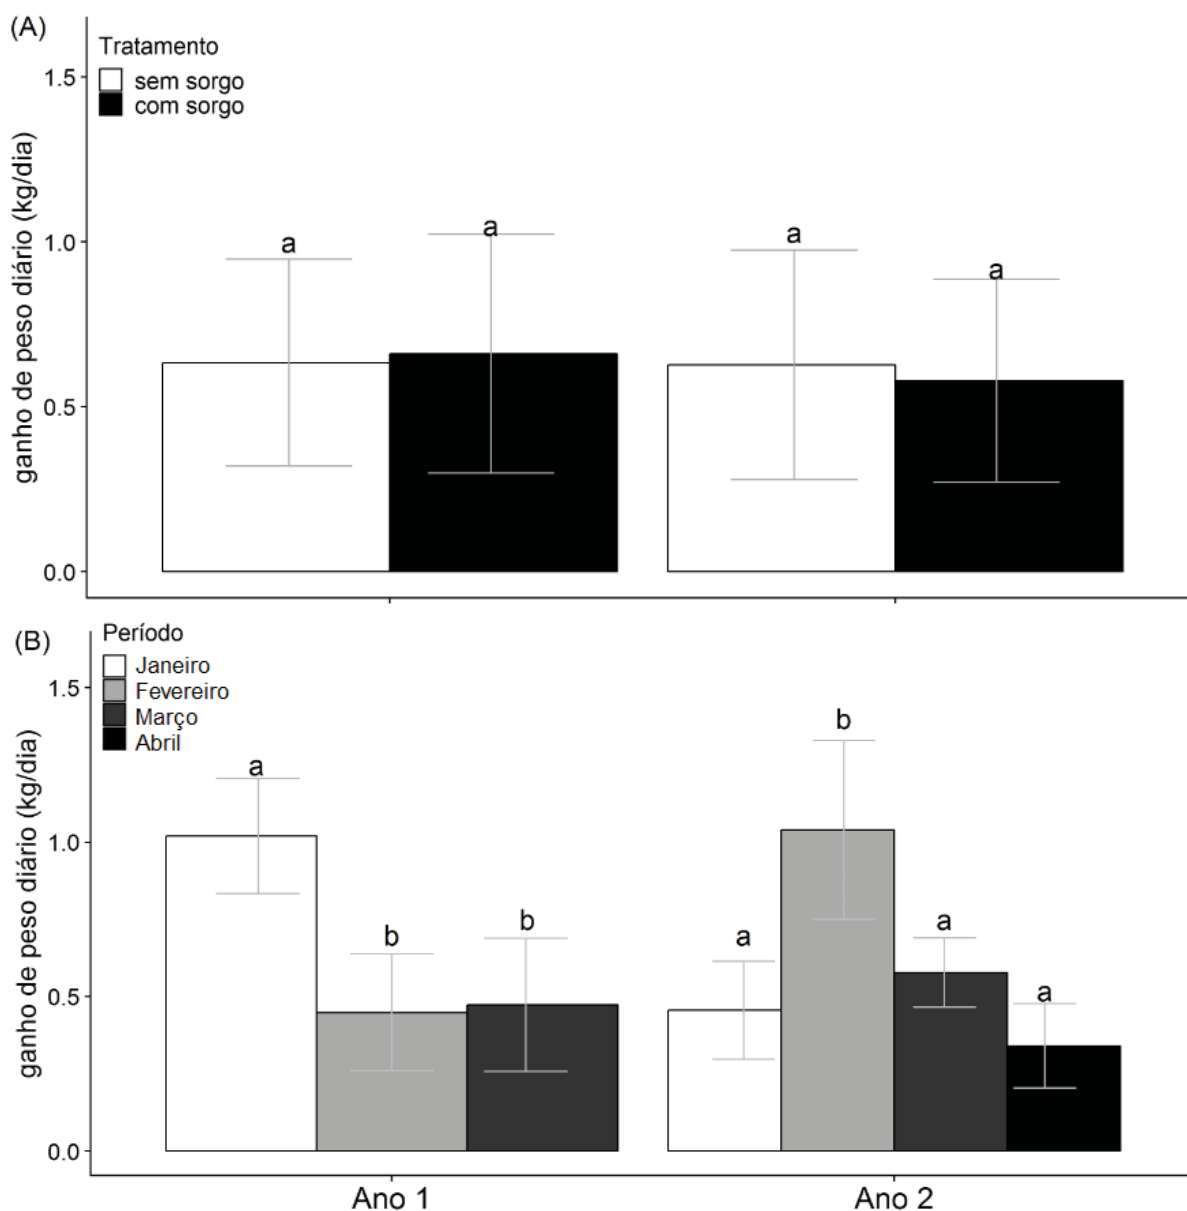 (A)
Tratamento
sem sorgo
com sorgo
ganho de peso diário (kg/dia)
1.5
1.0
0.5
0.0
a
a
a
a
(B)
Período
Janeiro
Fevereiro
Março
Abril
ganho de peso diário (kg/dia)
1.5
1.0
0.5
0.0
a
b
b
a
b
a
a
Ano 1
Ano 2